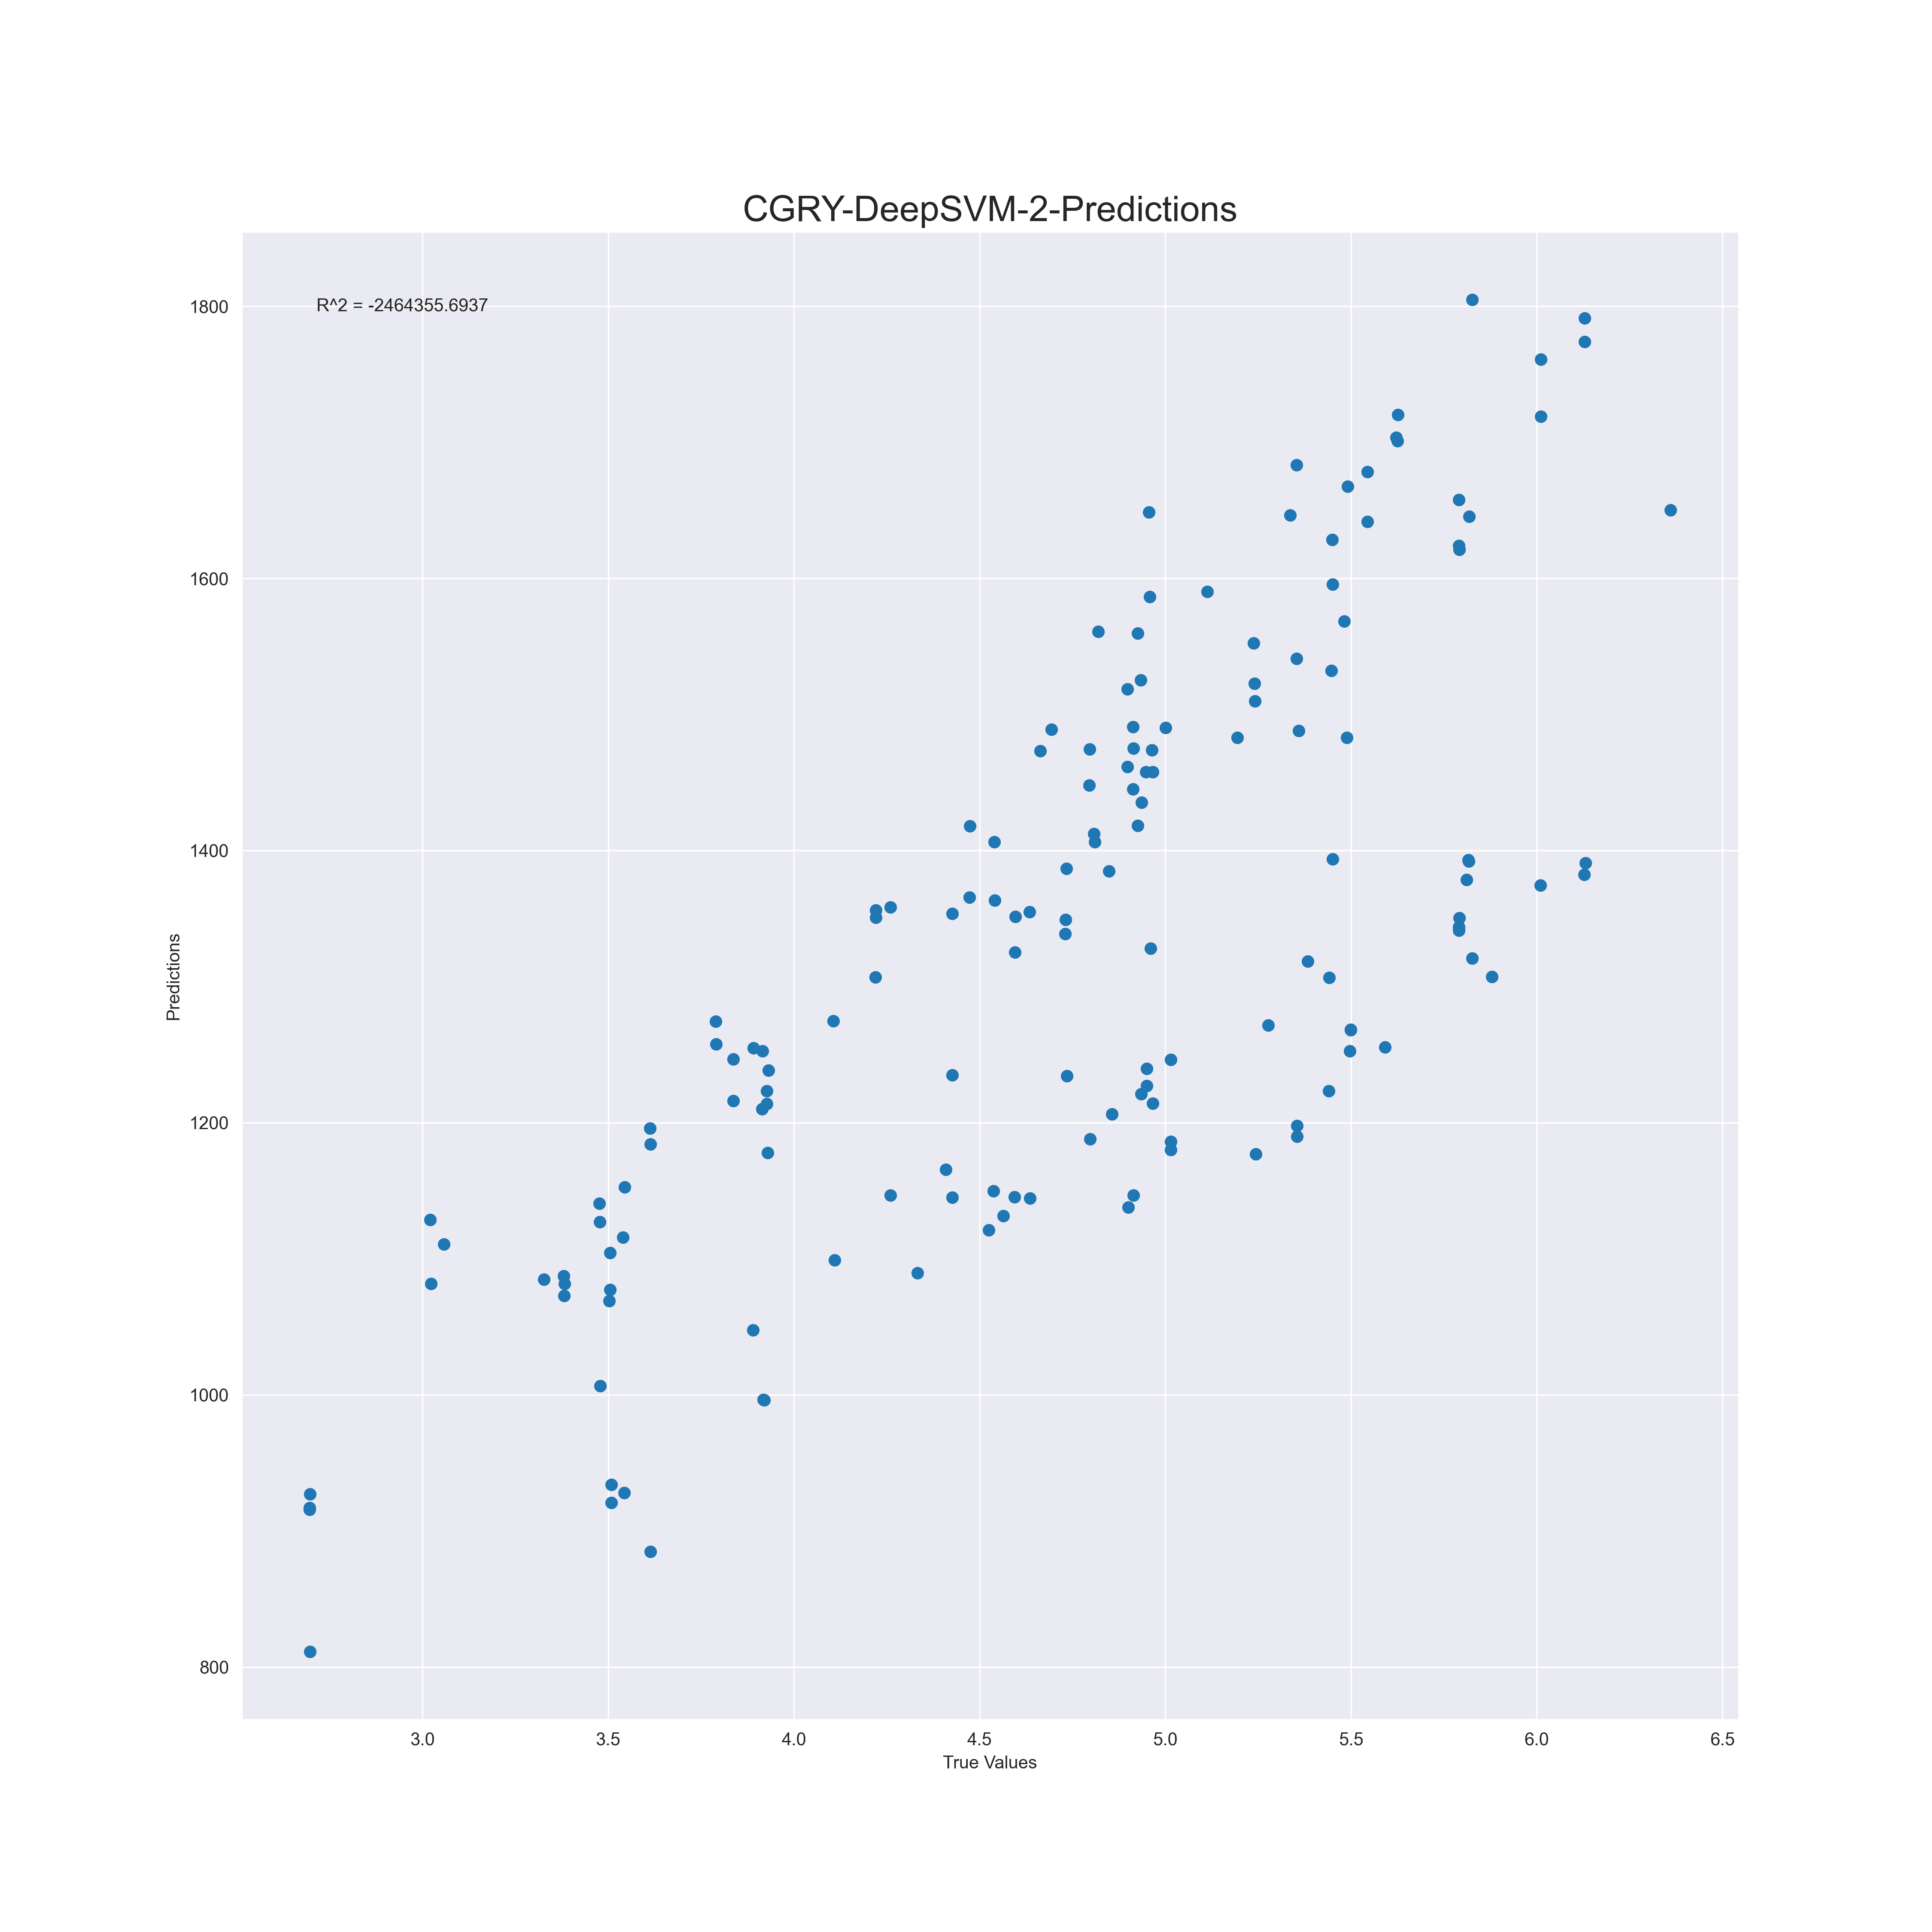 CGRY-DeepSVM-2-Predictions
R^2 = -2464355.6937
1800
1600
1400
1200
1000
800
Predictions
3.0 3.5 4.0 4.5 5.0 5.5 6.0 6.5
True Values